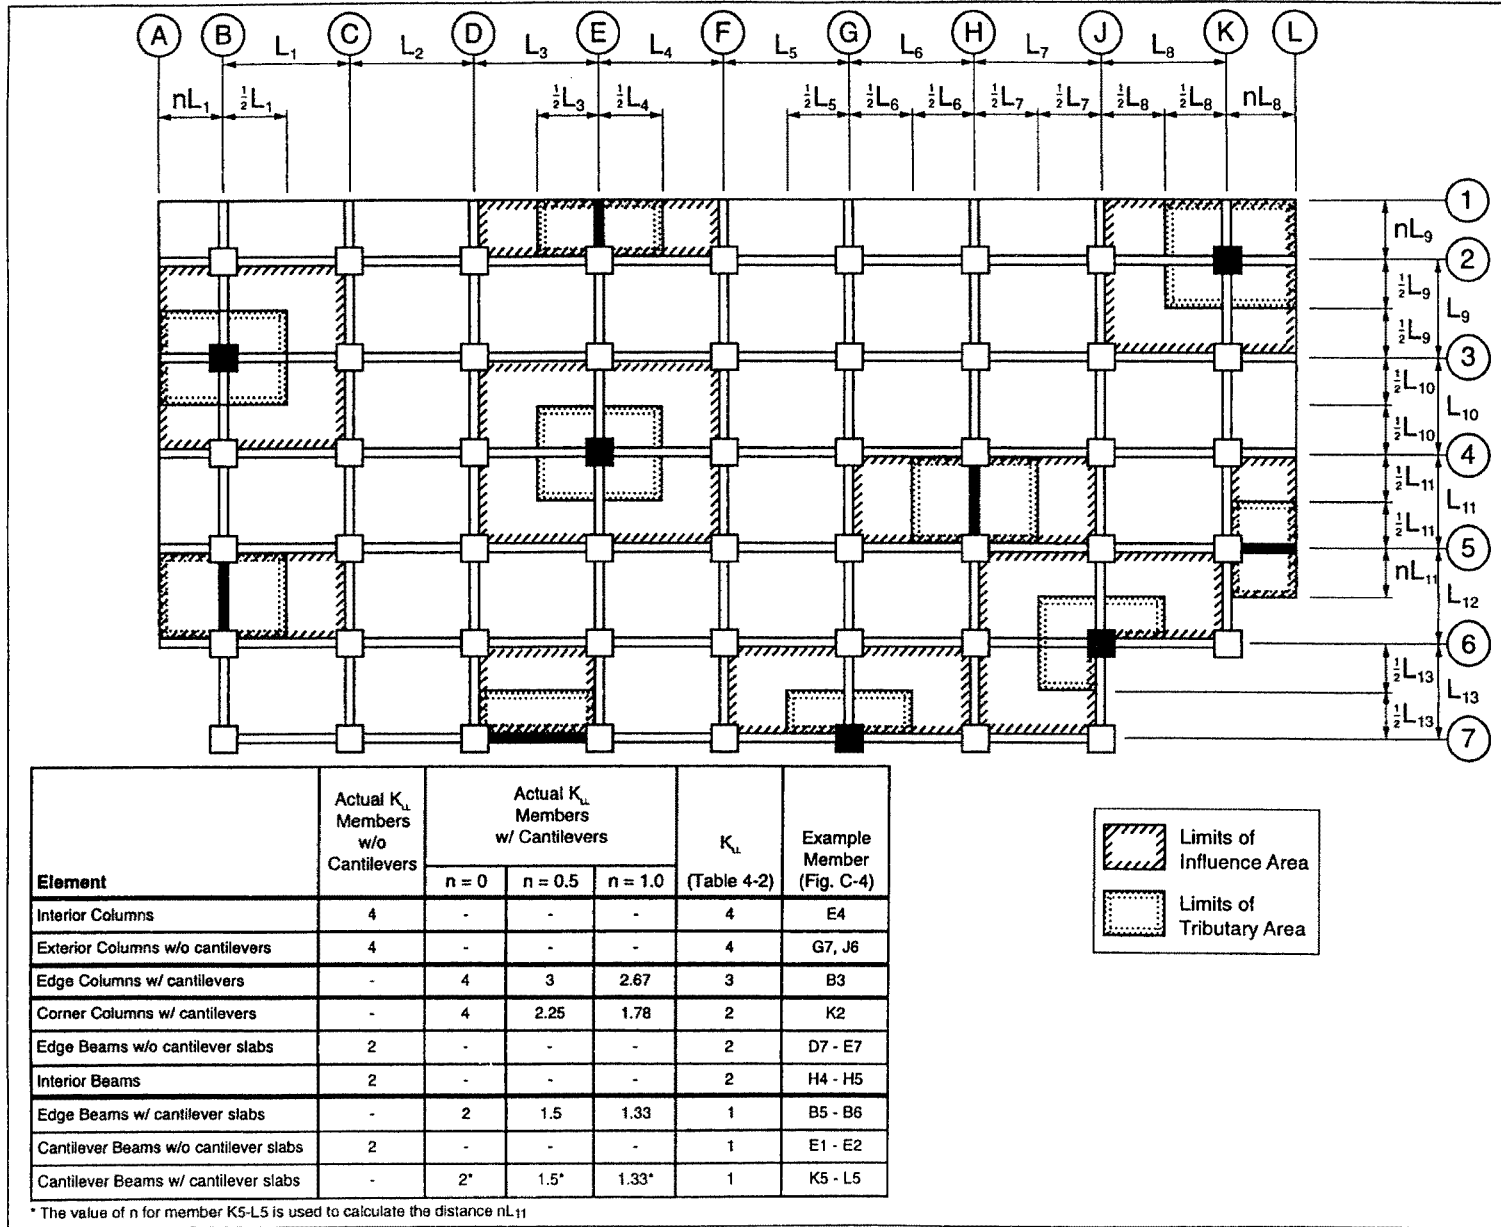 A B C D E F G H J K L
L₁ L₂ L₃ L₄ L₅ L₆ L₇ L₈
nL₁ ½L₁ ½L₃ ½L₄ ½L₅ ½L₆ ½L₆ ½L₇ ½L₇ ½L₈ ½L₈ nL₈
1
nL₉
2
½L₉
L₉
½L₉
3
½L₁₀
L₁₀
½L₁₀
4
½L₁₁
L₁₁
½L₁₁
5
nL₁₁
L₁₂
6
½L₁₃
L₁₃
½L₁₃
7
Element
Actual K_LL
Members
w/o
Cantilevers
Actual K_LL
Members
w/ Cantilevers
n = 0 n = 0.5 n = 1.0
K_LL
(Table 4-2)
Example
Member
(Fig. C-4)
Interior Columns 4 - - - 4 E4
Exterior Columns w/o cantilevers 4 - - - 4 G7, J6
Edge Columns w/ cantilevers - 4 3 2.67 3 B3
Corner Columns w/ cantilevers - 4 2.25 1.78 2 K2
Edge Beams w/o cantilever slabs 2 - - - 2 D7 - E7
Interior Beams 2 - - - 2 H4 - H5
Edge Beams w/ cantilever slabs - 2 1.5 1.33 1 B5 - B6
Cantilever Beams w/o cantilever slabs 2 - - - 1 E1 - E2
Cantilever Beams w/ cantilever slabs - 2* 1.5* 1.33* 1 K5 - L5
* The value of n for member K5-L5 is used to calculate the distance nL₁₁
Limits of
Influence Area
Limits of
Tributary Area